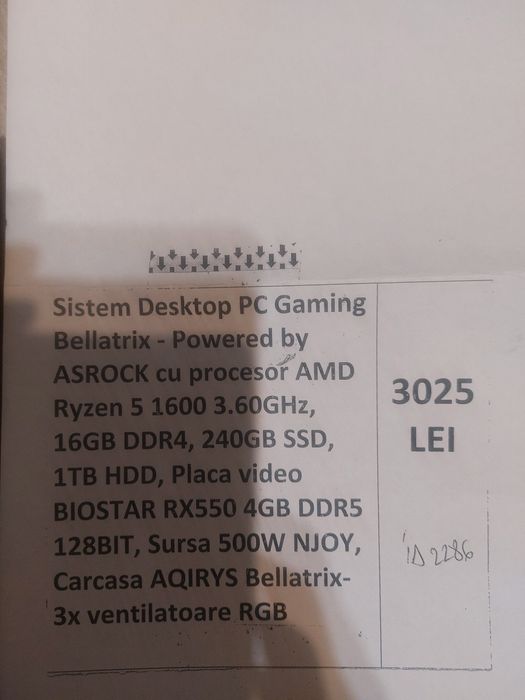 Sistem Desktop PC Gaming
Bellatrix - Powered by
ASROCK cu procesor AMD
Ryzen 5 1600 3.60GHz,
16GB DDR4, 240GB SSD,
1TB HDD, Placa video
BIOSTAR RX550 4GB DDR5
128BIT, Sursa 500W NJOY,
Carcasa AQIRYS Bellatrix-
3x ventilatoare RGB
3025
LEI
ID 2286